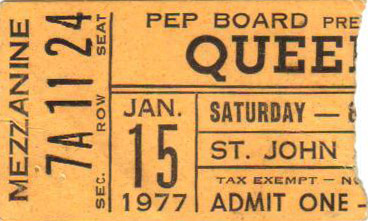 MEZZANINE
7A 11 24
SEC. ROW SEAT
PEP BOARD PRE
QUEE
JAN.
15
1977
SATURDAY —
ST. JOHN
TAX EXEMPT — NO
ADMIT ONE –